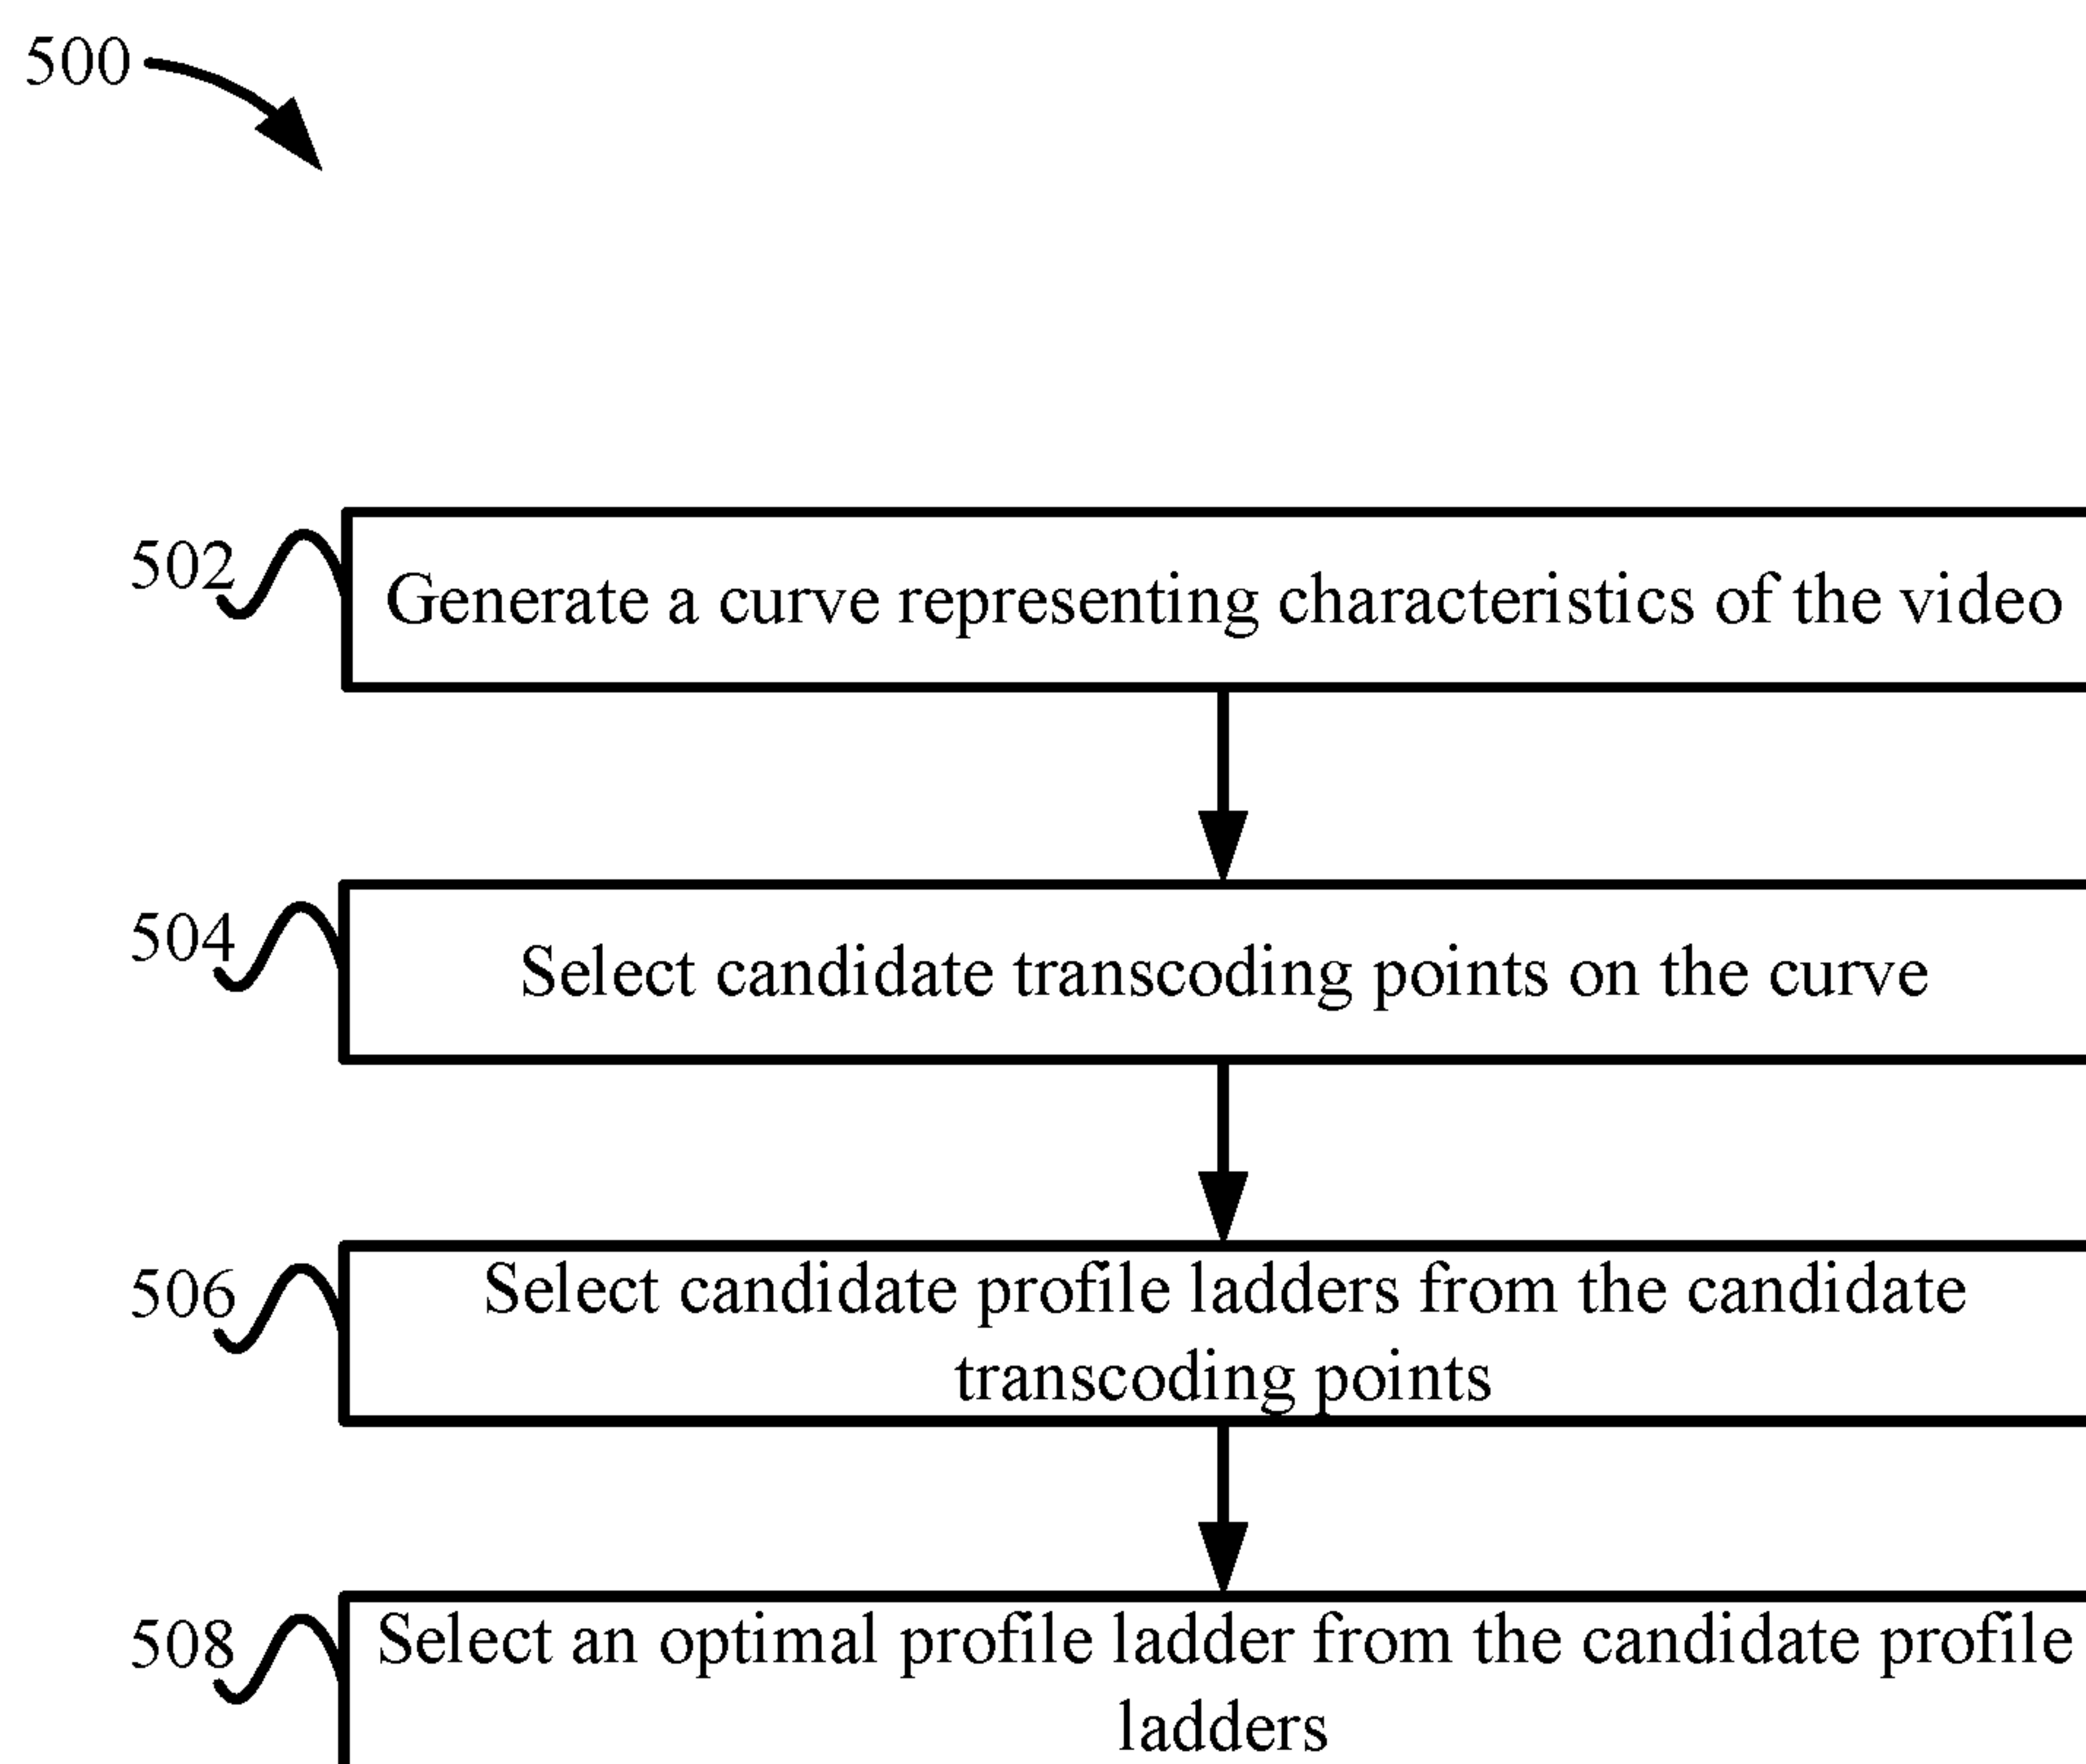 500
502
Generate a curve representing characteristics of the video
504
Select candidate transcoding points on the curve
506
Select candidate profile ladders from the candidate
transcoding points
508
Select an optimal profile ladder from the candidate profile
ladders